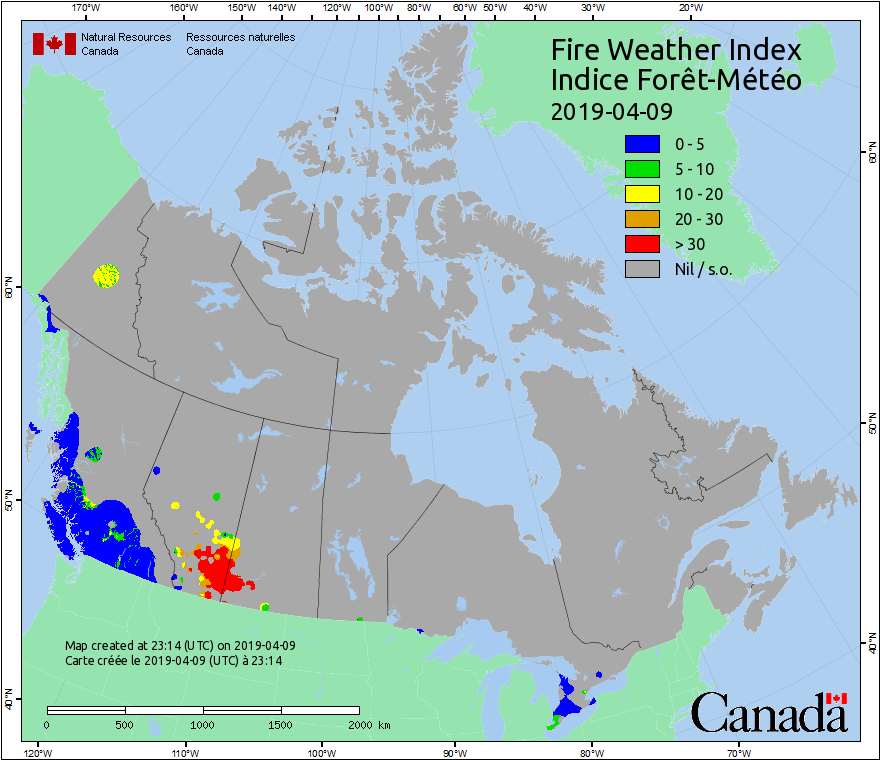 170°W 160°W 150°W 140°W 130°W 120°W 110°W 100°W 90°W 80°W 60°W 50°W 40°W 30°W 20°W
Natural Resources Ressources naturelles
Canada Canada
Fire Weather Index
Indice Forêt-Météo
2019-04-09
0 - 5
5 - 10
10 - 20
20 - 30
> 30
Nil / s.o.
60°N 60°N
50°N 50°N
40°N 40°N
Map created at 23:14 (UTC) on 2019-04-09
Carte créée le 2019-04-09 (UTC) à 23:14
0 500 1000 1500 2000 km
Canada
120°W 110°W 100°W 90°W 80°W 70°W